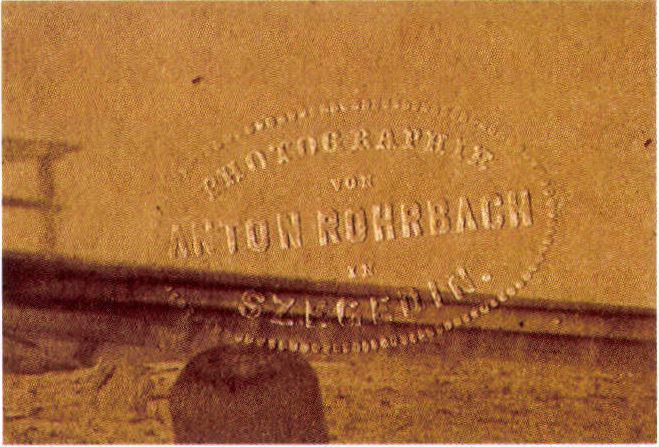 PHOTOGRAPHIE
VON
ANTON ROHRBACH
IN
SZEGEDIN.